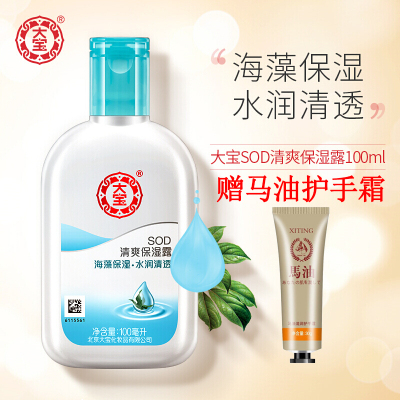 大宝®
“海藻保湿
水润清透”
大宝SOD清爽保湿露100ml
赠马油护手霜
大宝®
SOD
清爽保湿露
海藻保湿·水润清透
6115561
净含量:100毫升
北京大宝化妆品有限公司
XITING
馬油